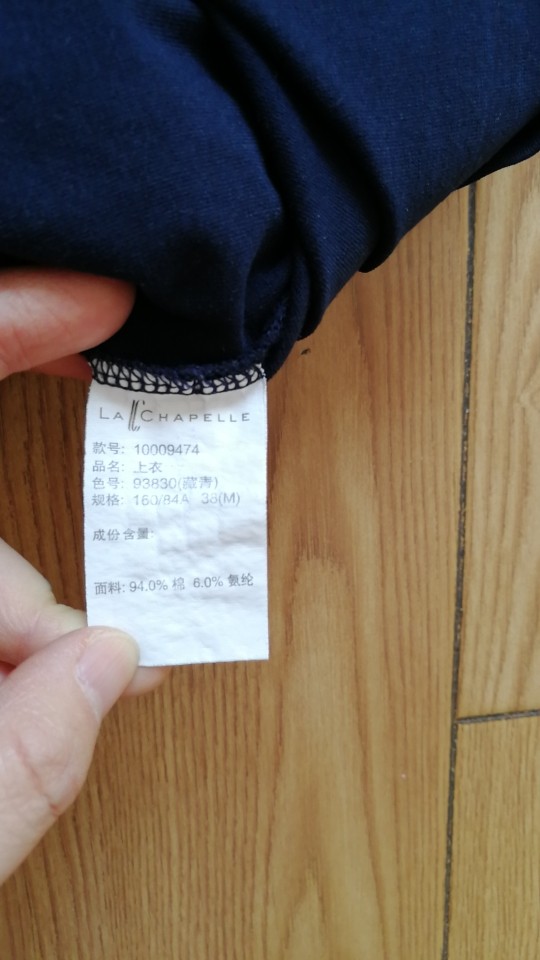 LA CHAPELLE
款号: 10009474
品名: 上衣
色号: 93830(藏青)
规格: 160/84A 38(M)
成份含量:
面料: 94.0% 棉 6.0% 氨纶